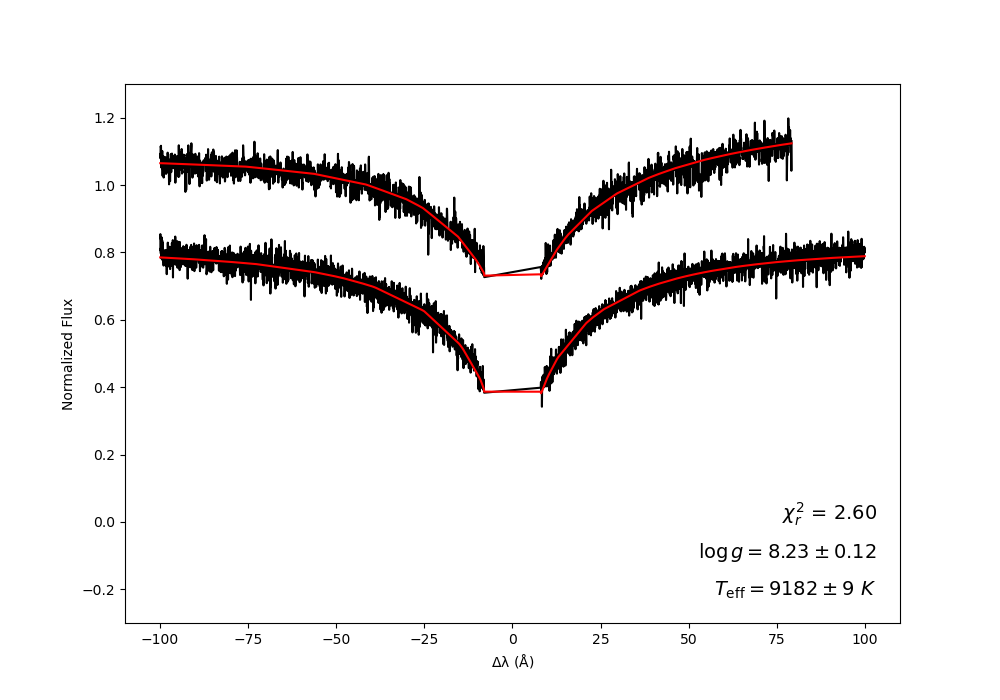 1.2
1.0
0.8
0.6
0.4
0.2
0.0
−0.2
Normalized Flux
χ²ᵣ = 2.60
log g = 8.23 ± 0.12
T_eff = 9182 ± 9 K
−100 −75 −50 −25 0 25 50 75 100
Δλ (Å)